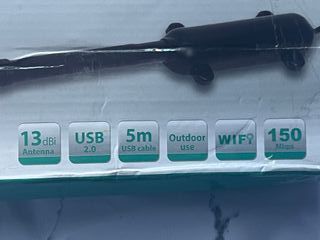 13dBi
Antenna
USB
2.0
5m
USB cable
Outdoor
use
WIFI
150
Mbps